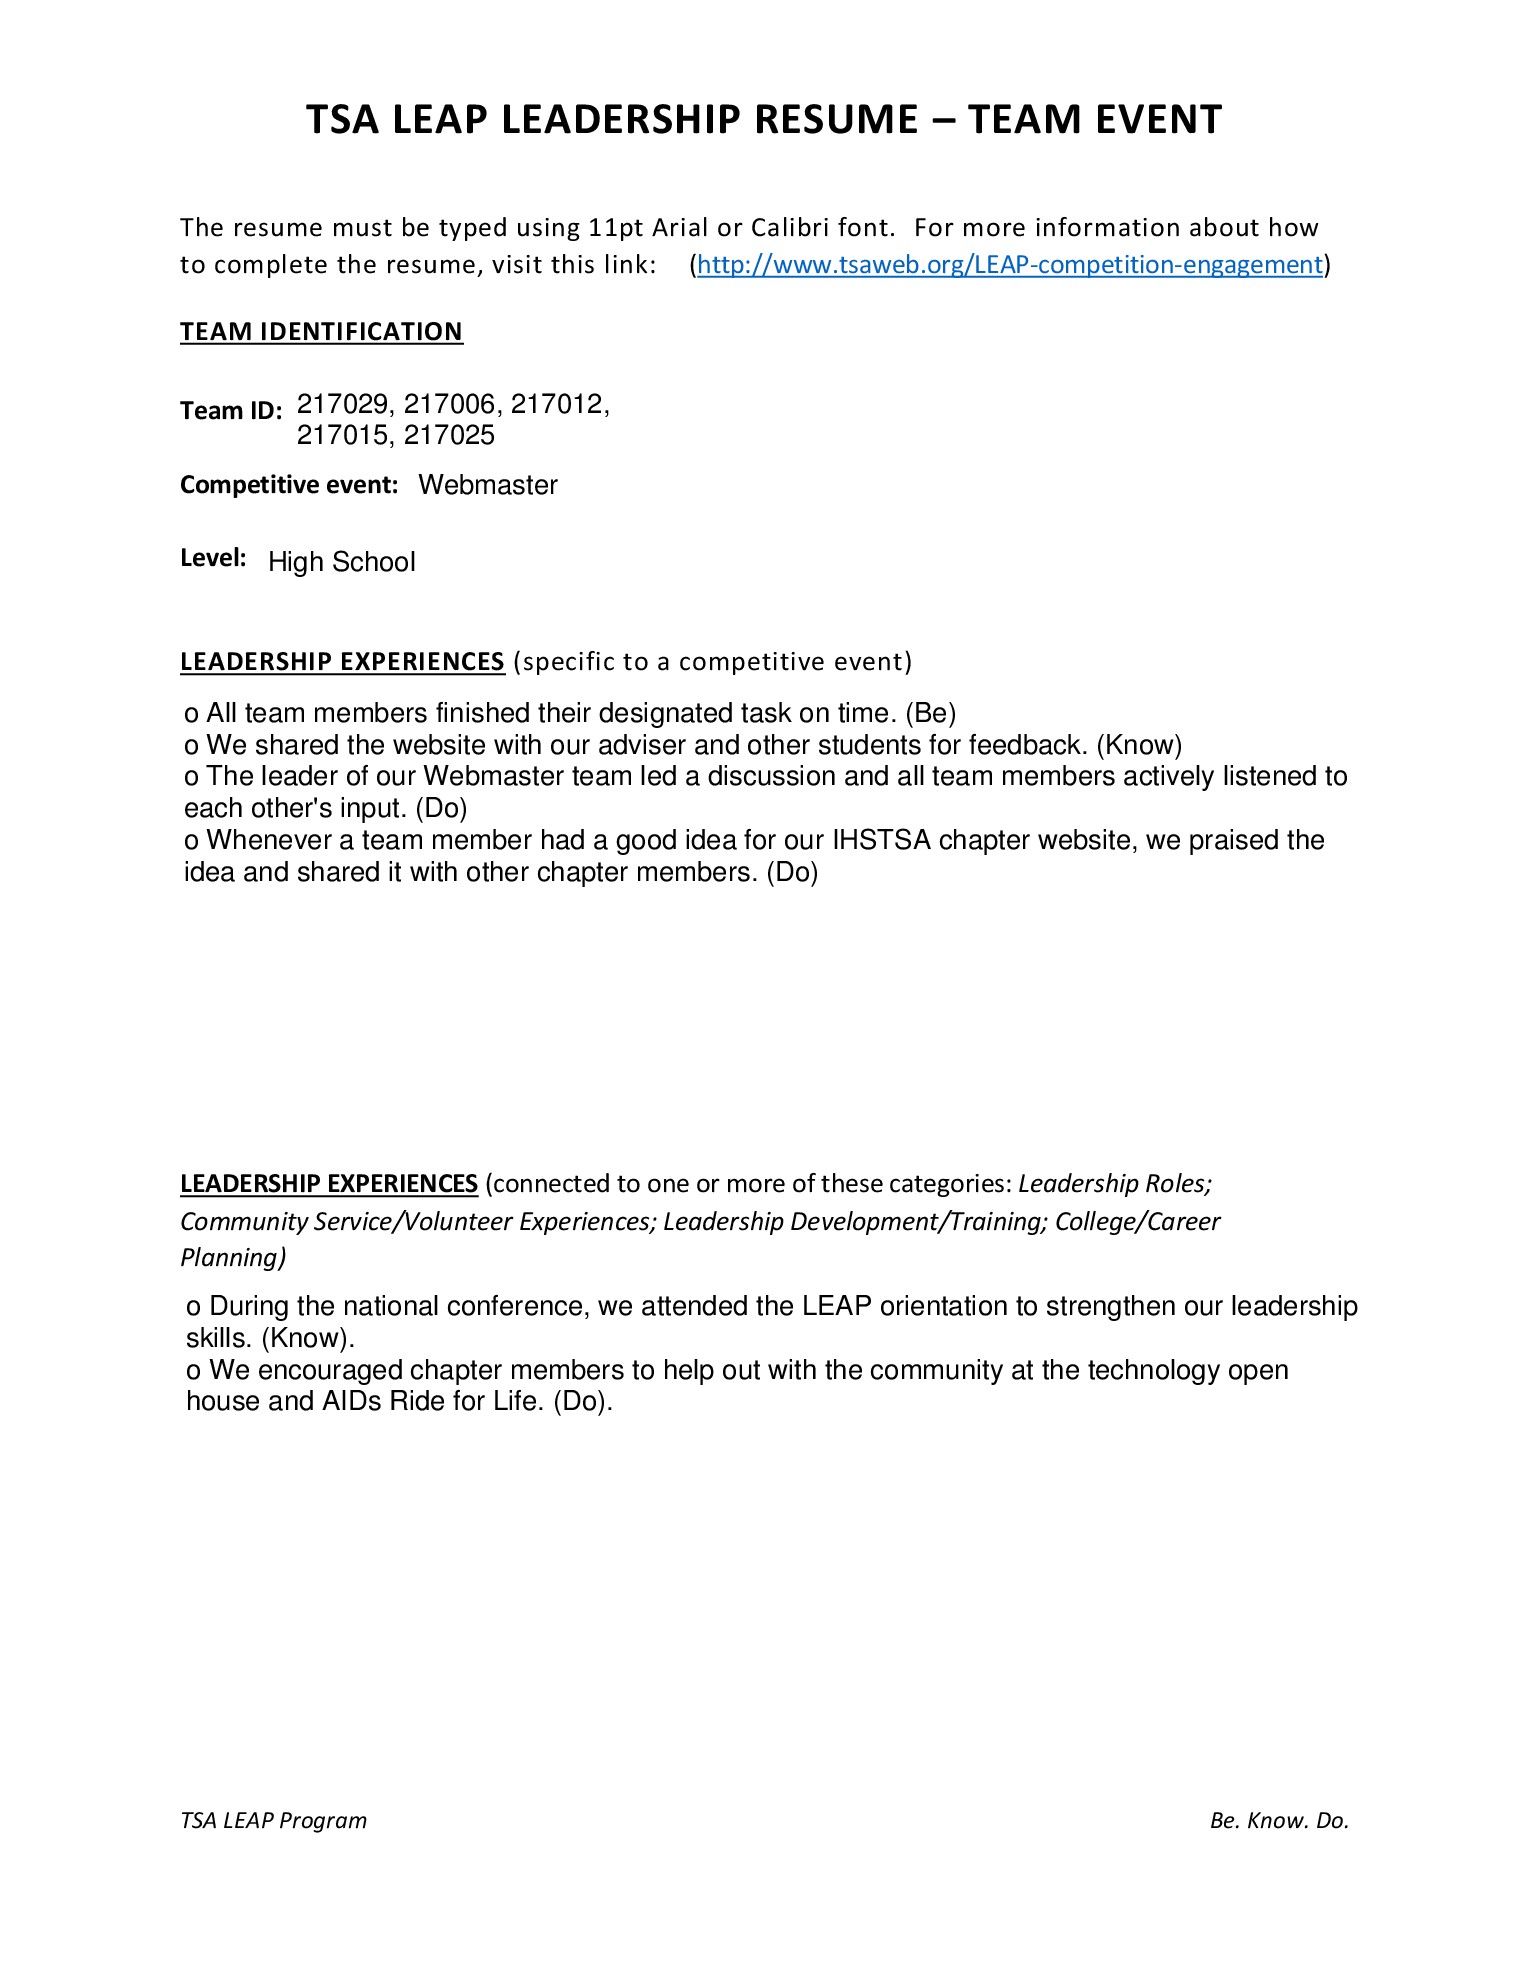 TSA LEAP LEADERSHIP RESUME – TEAM EVENT
The resume must be typed using 11pt Arial or Calibri font.  For more information about how
to complete the resume, visit this link:    (http://www.tsaweb.org/LEAP-competition-engagement)
TEAM IDENTIFICATION
Team ID: 217029, 217006, 217012,
217015, 217025
Competitive event: Webmaster
Level: High School
LEADERSHIP EXPERIENCES (specific to a competitive event)
o All team members finished their designated task on time. (Be)
o We shared the website with our adviser and other students for feedback. (Know)
o The leader of our Webmaster team led a discussion and all team members actively listened to
each other's input. (Do)
o Whenever a team member had a good idea for our IHSTSA chapter website, we praised the
idea and shared it with other chapter members. (Do)
LEADERSHIP EXPERIENCES (connected to one or more of these categories: Leadership Roles;
Community Service/Volunteer Experiences; Leadership Development/Training; College/Career
Planning)
o During the national conference, we attended the LEAP orientation to strengthen our leadership
skills. (Know).
o We encouraged chapter members to help out with the community at the technology open
house and AIDs Ride for Life. (Do).
TSA LEAP Program Be. Know. Do.